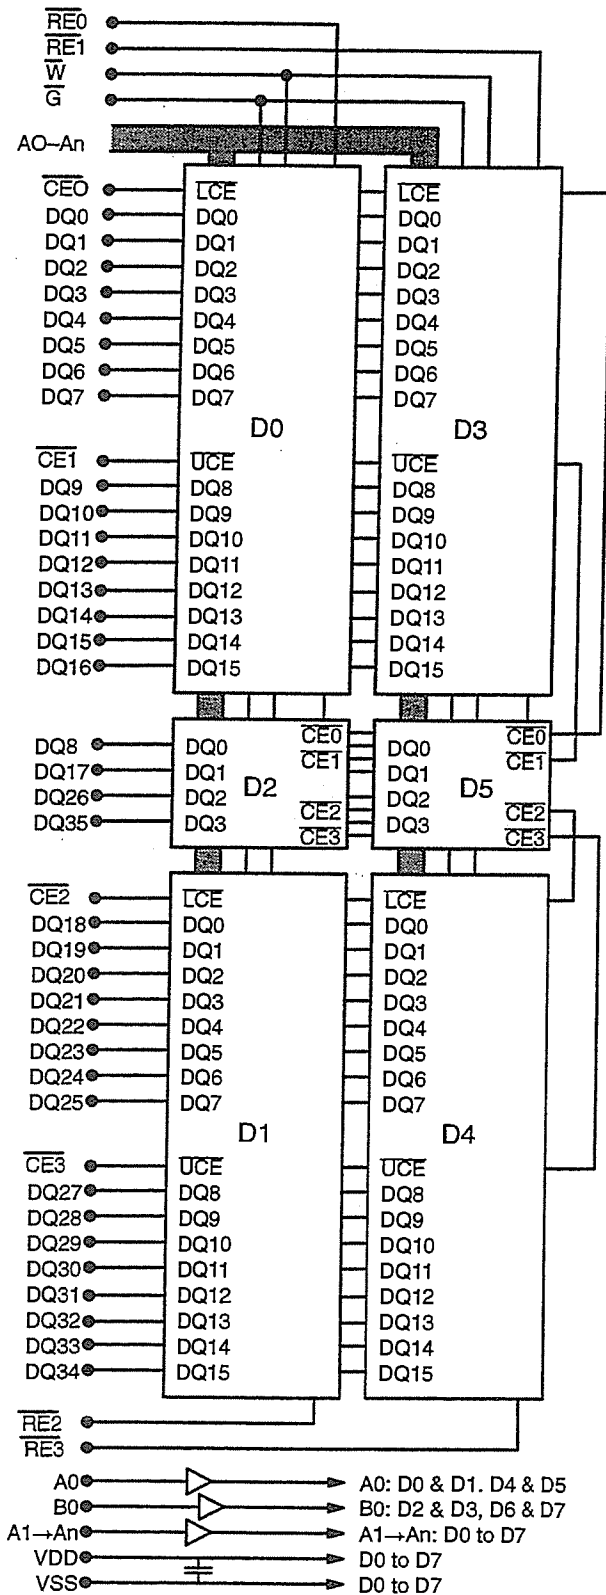 RE0
RE1
W
G
AO–An
CEO LCE LCE
DQ0 DQ0 DQ0
DQ1 DQ1 DQ1
DQ2 DQ2 DQ2
DQ3 DQ3 DQ3
DQ4 DQ4 DQ4
DQ5 DQ5 DQ5
DQ6 DQ6 DQ6
DQ7 DQ7 DQ7
D0 D3
CE1 UCE UCE
DQ9 DQ8 DQ8
DQ10 DQ9 DQ9
DQ11 DQ10 DQ10
DQ12 DQ11 DQ11
DQ13 DQ12 DQ12
DQ14 DQ13 DQ13
DQ15 DQ14 DQ14
DQ16 DQ15 DQ15
CE0 CE0
DQ8 DQ0 CE1 DQ0 CE1
DQ17 DQ1 D2 DQ1 D5
DQ26 DQ2 CE2 DQ2 CE2
DQ35 DQ3 CE3 DQ3 CE3
CE2 LCE LCE
DQ18 DQ0 DQ0
DQ19 DQ1 DQ1
DQ20 DQ2 DQ2
DQ21 DQ3 DQ3
DQ22 DQ4 DQ4
DQ23 DQ5 DQ5
DQ24 DQ6 DQ6
DQ25 DQ7 DQ7
D1 D4
CE3 UCE UCE
DQ27 DQ8 DQ8
DQ28 DQ9 DQ9
DQ29 DQ10 DQ10
DQ30 DQ11 DQ11
DQ31 DQ12 DQ12
DQ32 DQ13 DQ13
DQ33 DQ14 DQ14
DQ34 DQ15 DQ15
RE2
RE3
A0 A0: D0 & D1. D4 & D5
B0 B0: D2 & D3, D6 & D7
A1→An A1→An: D0 to D7
VDD D0 to D7
VSS D0 to D7